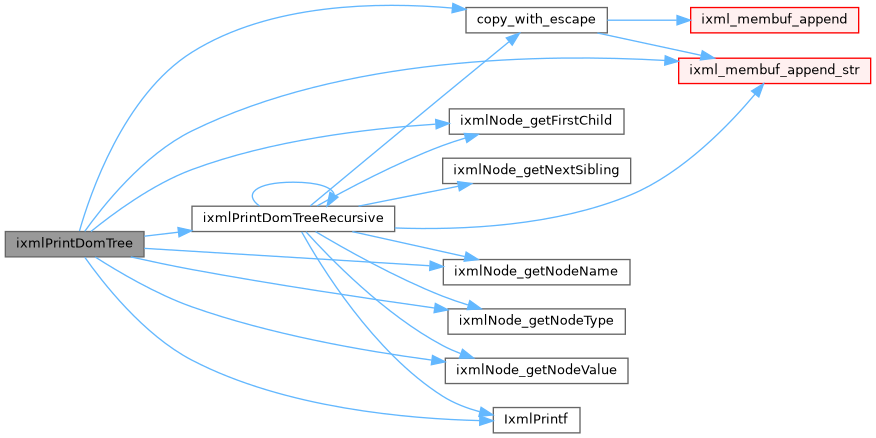 copy_with_escape
ixml_membuf_append
ixml_membuf_append_str
ixmlNode_getFirstChild
ixmlNode_getNextSibling
ixmlPrintDomTreeRecursive
ixmlPrintDomTree
ixmlNode_getNodeName
ixmlNode_getNodeType
ixmlNode_getNodeValue
IxmlPrintf